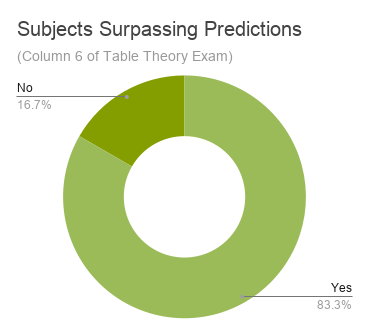 Subjects Surpassing Predictions
(Column 6 of Table Theory Exam)
No
16.7%
Yes
83.3%